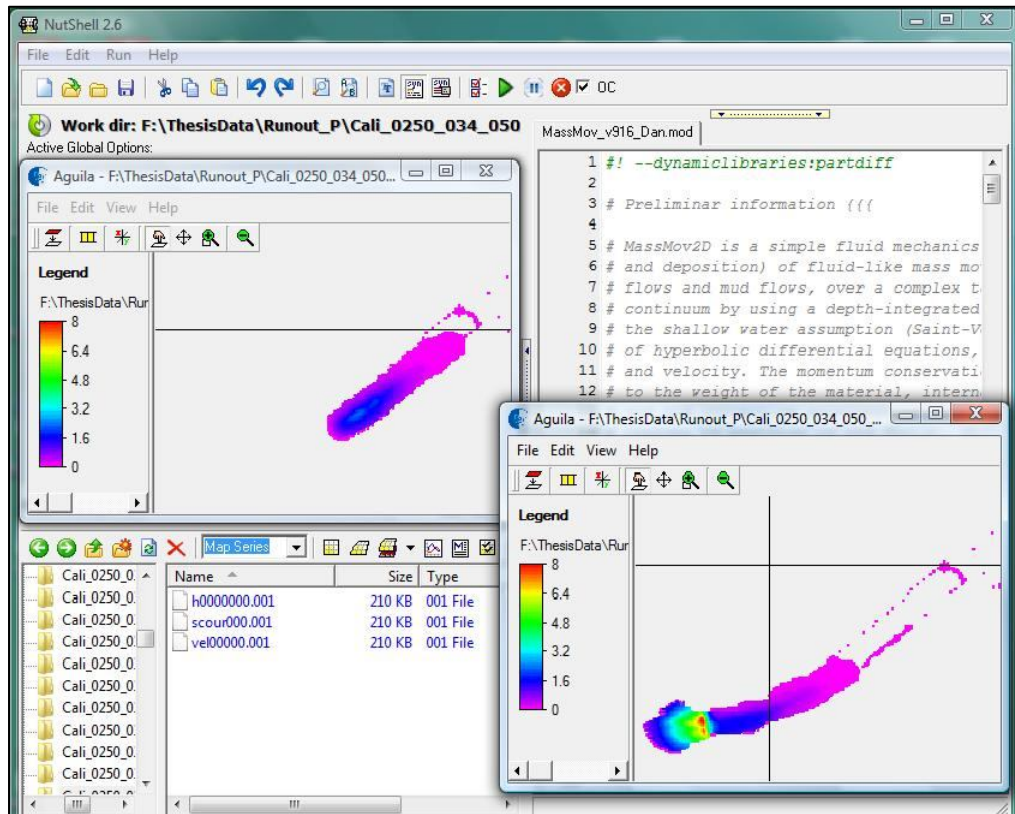 NutShell 2.6
File Edit Run Help
OC
Work dir: F:\ThesisData\Runout_P\Cali_0250_034_050
Active Global Options:
MassMov_v916_Dan.mod
1 #! --dynamiclibraries:partdiff
2
3 # Preliminar information {{{
4
5 # MassMov2D is a simple fluid mechanics
6 # and deposition) of fluid-like mass mo
7 # flows and mud flows, over a complex t
8 # continuum by using a depth-integrated
9 # the shallow water assumption (Saint-V
10 # of hyperbolic differential equations,
11 # and velocity. The momentum conservati
12 # to the weight of the material, intern
Aguila - F:\ThesisData\Runout_P\Cali_0250_034_050...
File Edit View Help
Legend
F:\ThesisData\Rur
8
6.4
4.8
3.2
1.6
0
Aguila - F:\ThesisData\Runout_P\Cali_0250_034_050_...
File Edit View Help
Legend
F:\ThesisData\Rur
8
6.4
4.8
3.2
1.6
0
Map Series
Cali_0250_0.
Cali_0250_0.
Cali_0250_0.
Cali_0250_0.
Cali_0250_0.
Cali_0250_0.
Cali_0250_0.
Cali_0250_0.
Cali_0250_0.
Cali_0250_0.
Name Size Type
h0000000.001 210 KB 001 File
scour000.001 210 KB 001 File
vel00000.001 210 KB 001 File